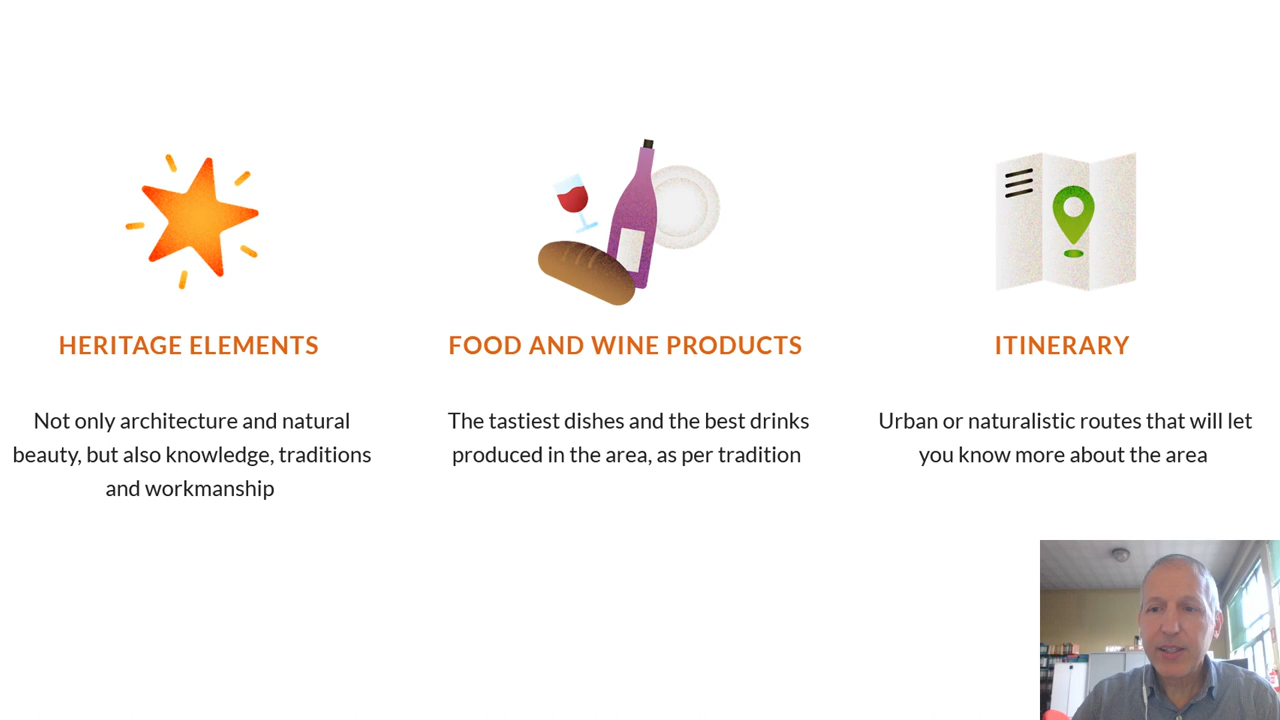 HERITAGE ELEMENTS
Not only architecture and natural
beauty, but also knowledge, traditions
and workmanship
FOOD AND WINE PRODUCTS
The tastiest dishes and the best drinks
produced in the area, as per tradition
ITINERARY
Urban or naturalistic routes that will let
you know more about the area